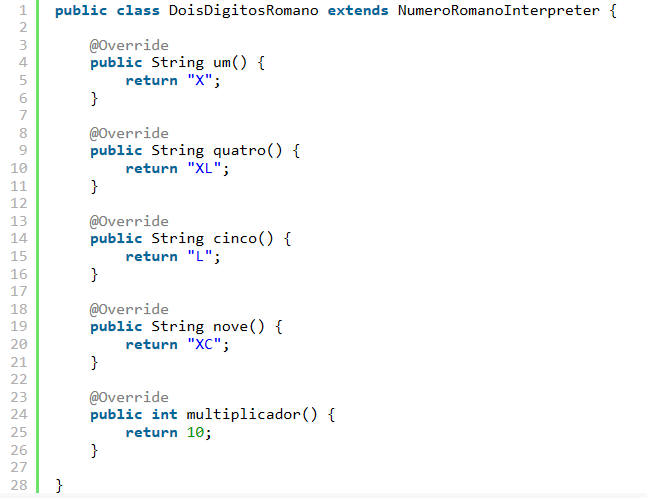 1 public class DoisDigitosRomano extends NumeroRomanoInterpreter {
2
3     @Override
4     public String um() {
5         return "X";
6     }
7
8     @Override
9     public String quatro() {
10         return "XL";
11     }
12
13     @Override
14     public String cinco() {
15         return "L";
16     }
17
18     @Override
19     public String nove() {
20         return "XC";
21     }
22
23     @Override
24     public int multiplicador() {
25         return 10;
26     }
27
28 }